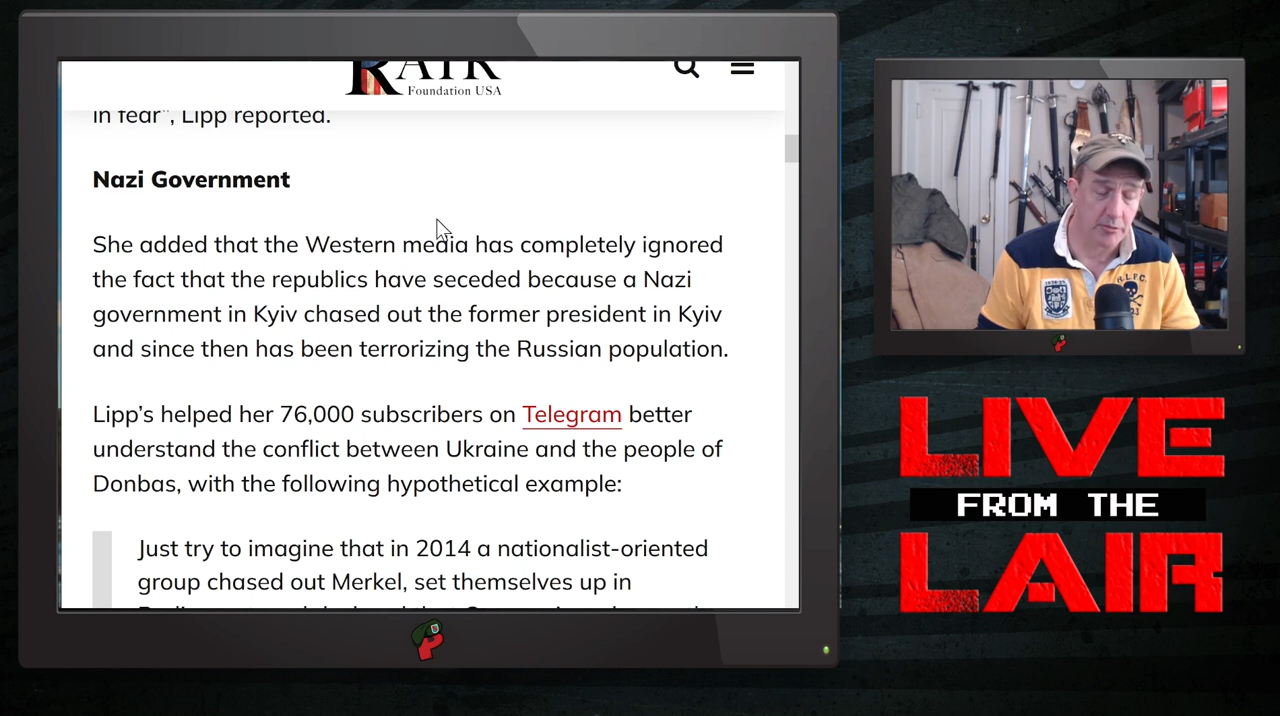 RAIR
Foundation USA
in fear", Lipp reported.
Nazi Government
She added that the Western media has completely ignored
the fact that the republics have seceded because a Nazi
government in Kyiv chased out the former president in Kyiv
and since then has been terrorizing the Russian population.
Lipp's helped her 76,000 subscribers on Telegram better
understand the conflict between Ukraine and the people of
Donbas, with the following hypothetical example:
Just try to imagine that in 2014 a nationalist-oriented
group chased out Merkel, set themselves up in
R.L.F.C.
LIVE
FROM THE
LAIR